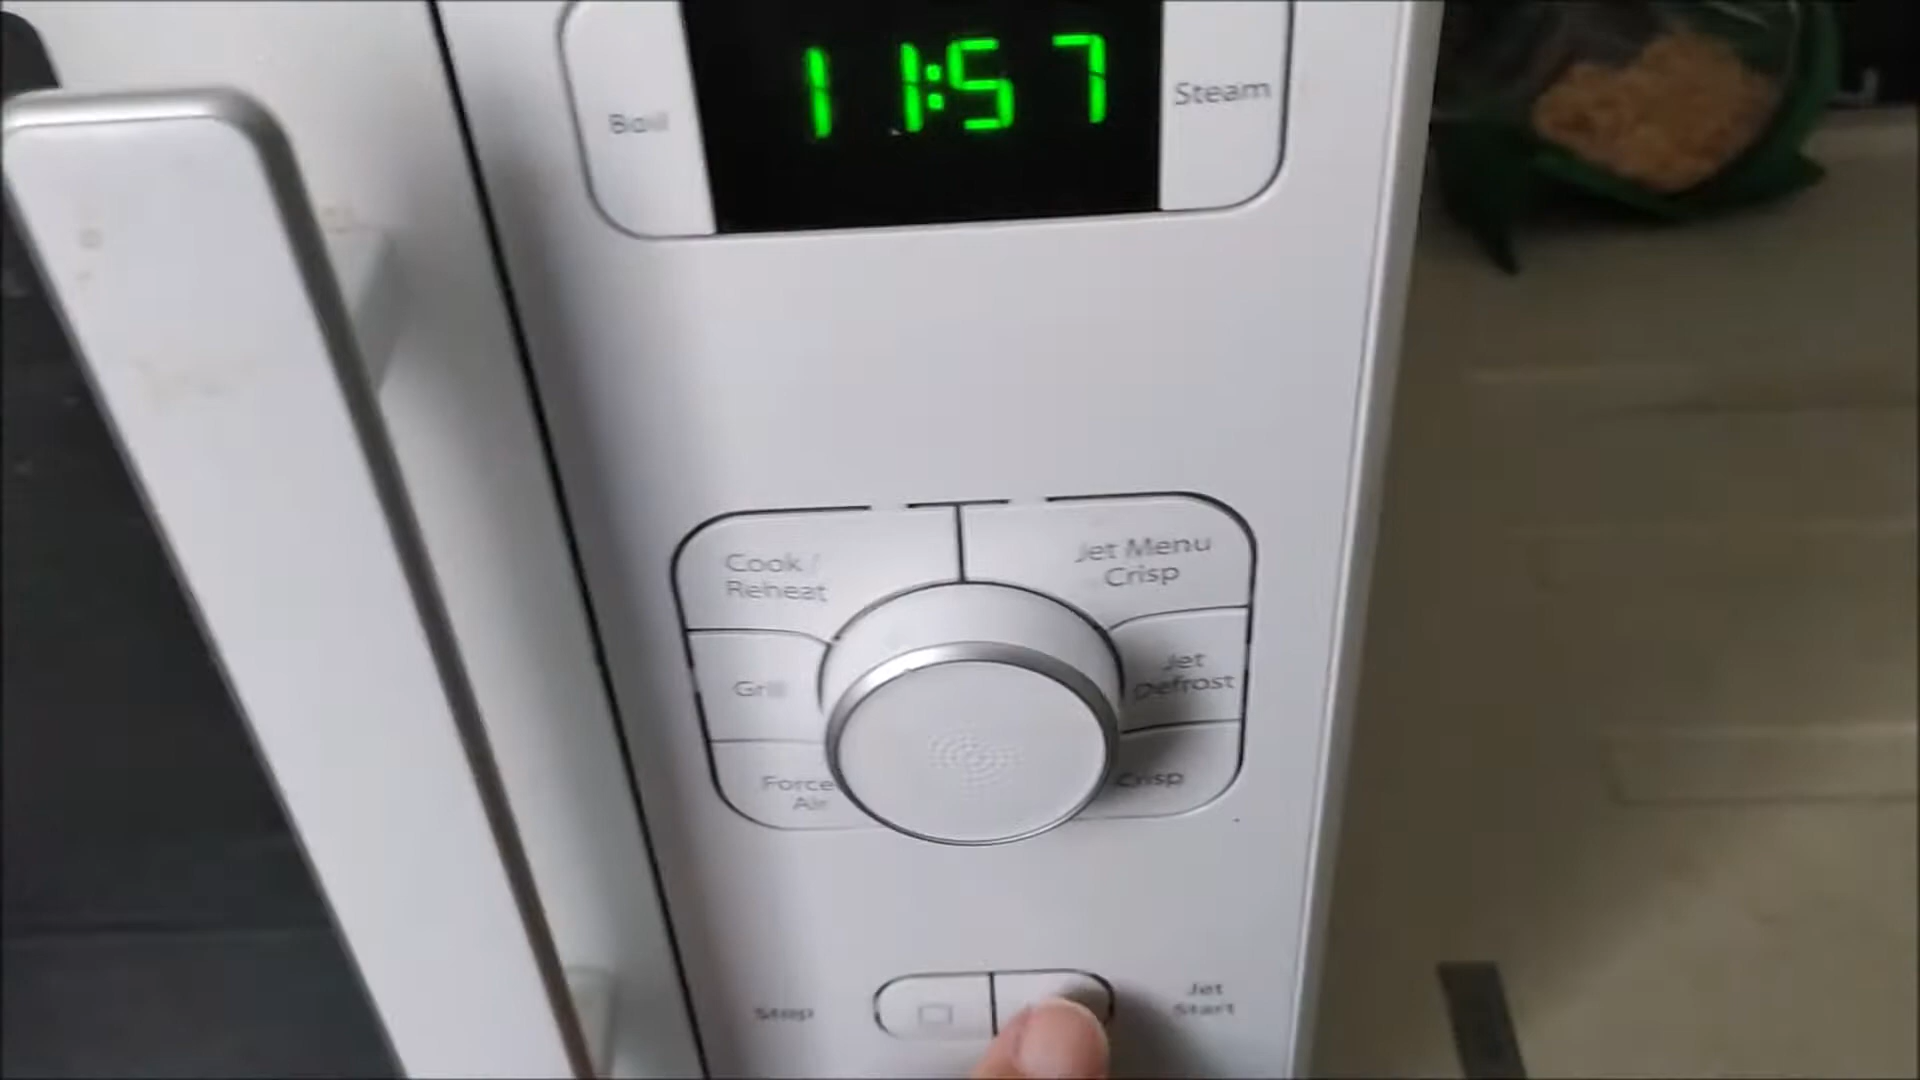 11:57
Boil
Steam
Cook /
Reheat
Jet Menu
Crisp
Grill
Jet
Defrost
Force
Air
Crisp
Stop
Jet
Start